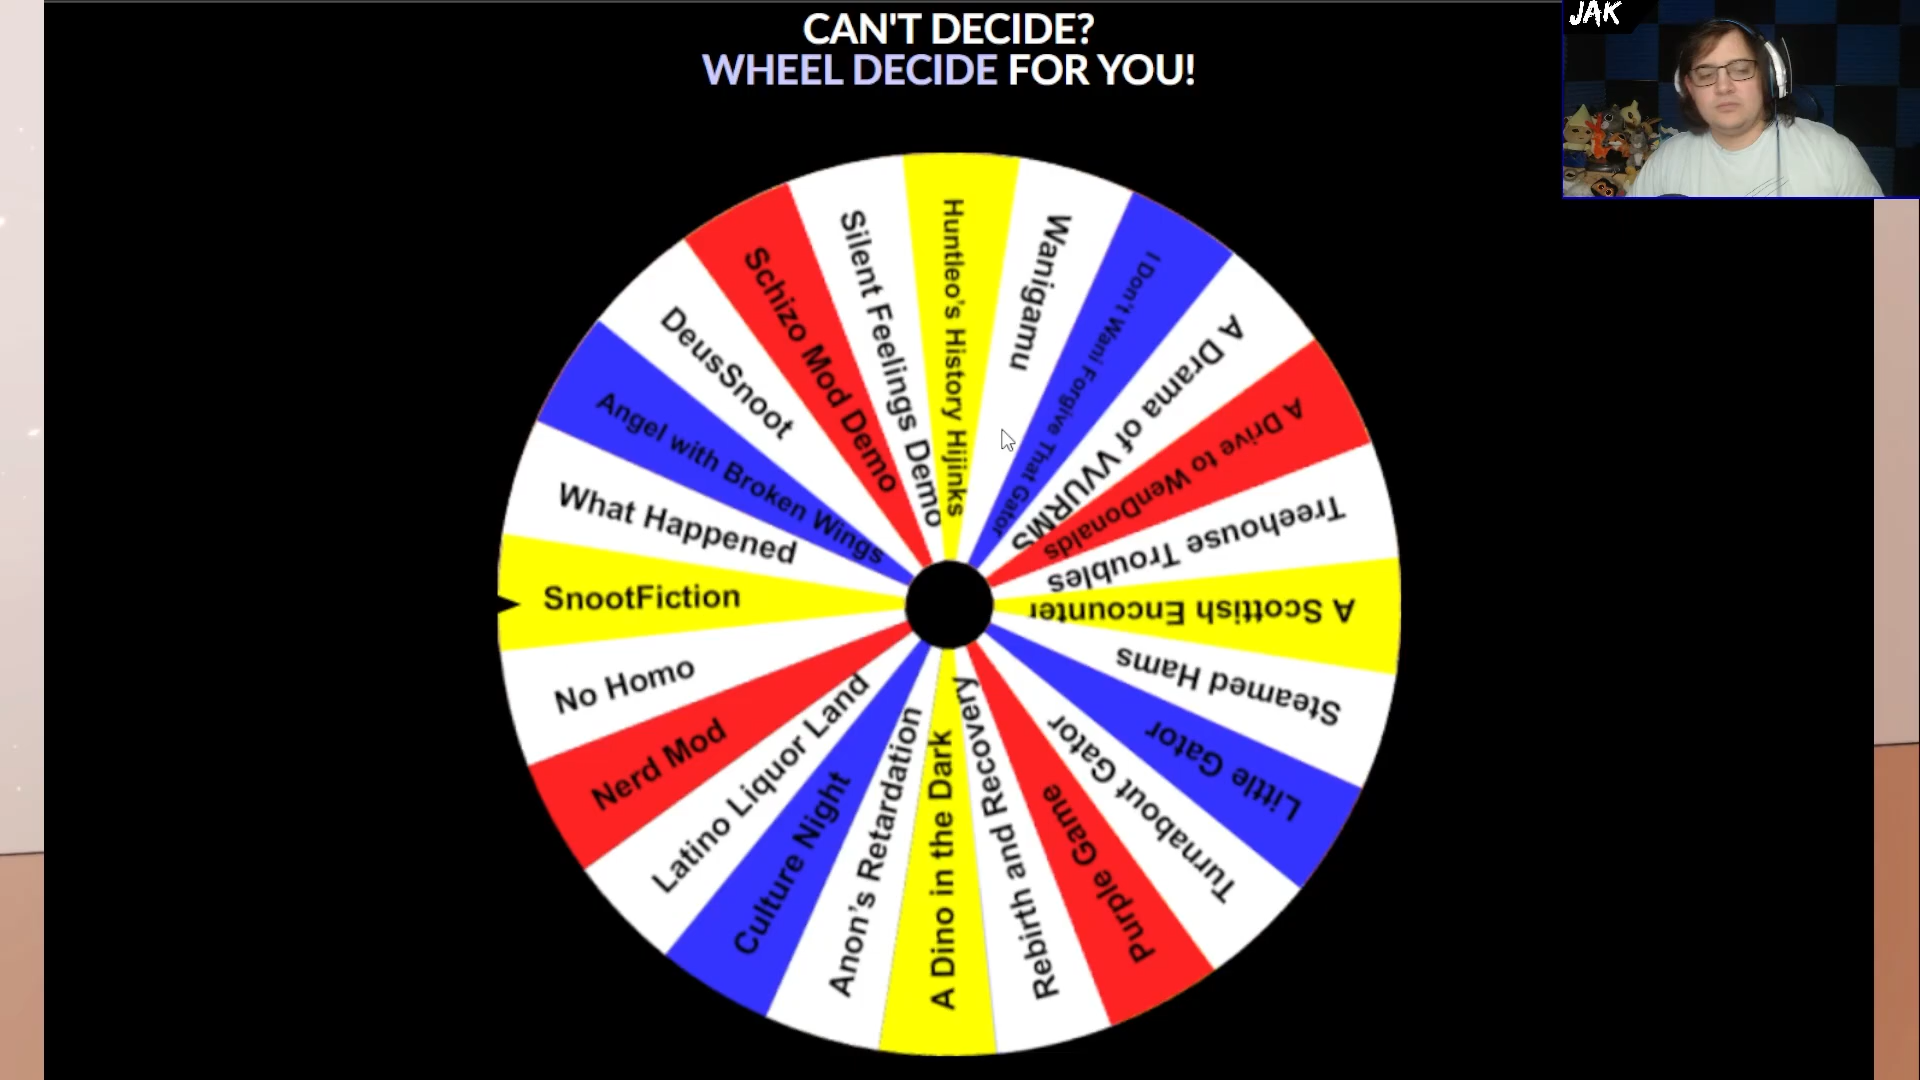 CAN'T DECIDE?
WHEEL DECIDE FOR YOU!
JAK
Huntleo's History Hijinks
Wanigamu
I Don't Wani Forgive That Gator
A Drama of VVURMS
A Drive to WenDonalds
Treehouse Troubles
A Scottish Encounter
Steamed Hams
Little Gator
Turnabout Gator
Purple Game
Rebirth and Recovery
A Dino in the Dark
Anon's Retardation
Culture Night
Latino Liquor Land
Nerd Mod
No Homo
SnootFiction
What Happened
Angel with Broken Wings
DeusSnoot
Schizo Mod Demo
Silent Feelings Demo